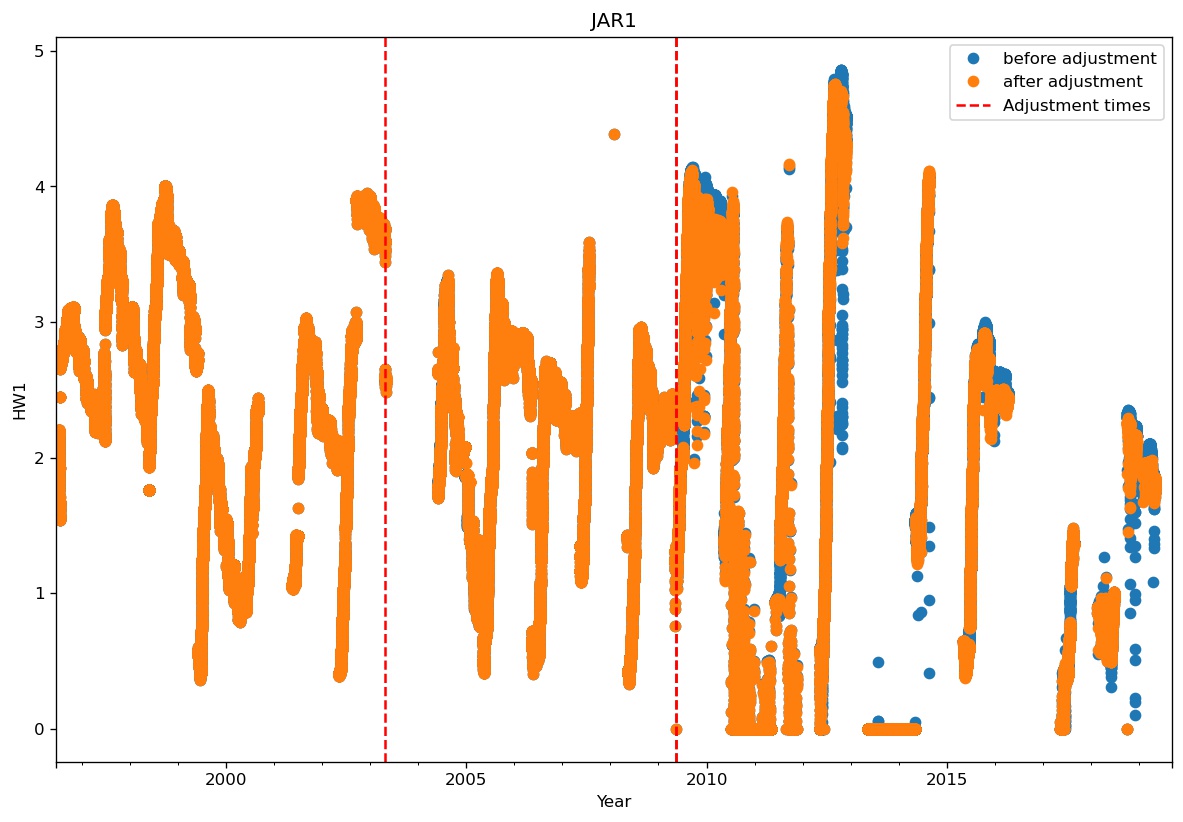 JAR1
before adjustment
after adjustment
Adjustment times
HW1
5
4
3
2
1
0
2000 2005 2010 2015
Year